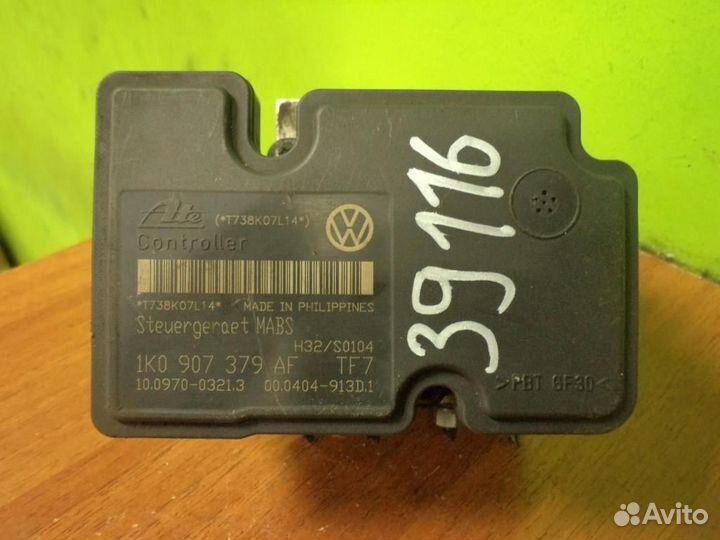 Ate (*T738K07L14*)
Controller
*T738K07L14* MADE IN PHILIPPINES
Steuergeraet MABS
H32/S0104
1K0 907 379 AF TF7
10.0970-0321.3 00.0404-913D.1
39116
>PBT GF30<
Avito